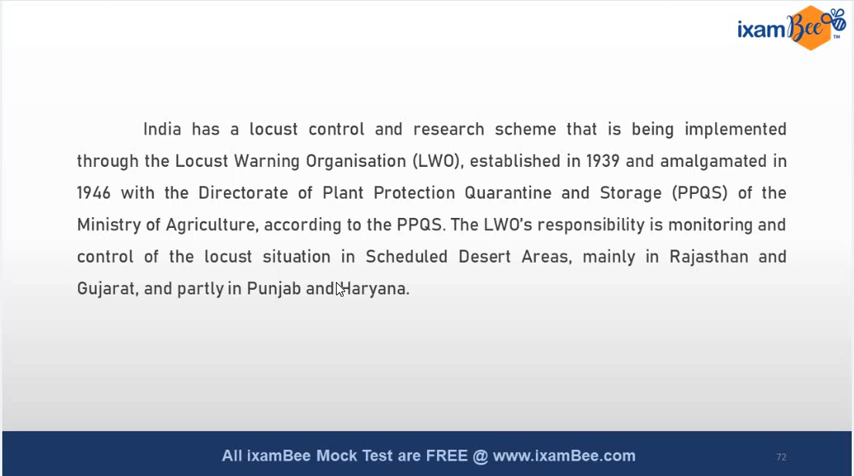 ixamBee™
India has a locust control and research scheme that is being implemented
through the Locust Warning Organisation (LWO), established in 1939 and amalgamated in
1946 with the Directorate of Plant Protection Quarantine and Storage (PPQS) of the
Ministry of Agriculture, according to the PPQS. The LWO's responsibility is monitoring and
control of the locust situation in Scheduled Desert Areas, mainly in Rajasthan and
Gujarat, and partly in Punjab and Haryana.
All ixamBee Mock Test are FREE @ www.ixamBee.com
72